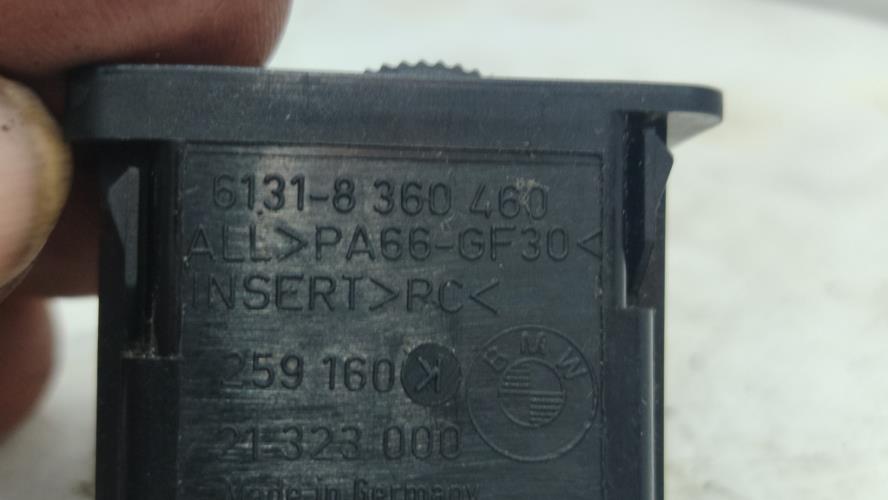 6131-8 360 460
ALL>PA66-GF30<
INSERT>PC<
259 160 K
BMW
21 323 000
Made in Germany